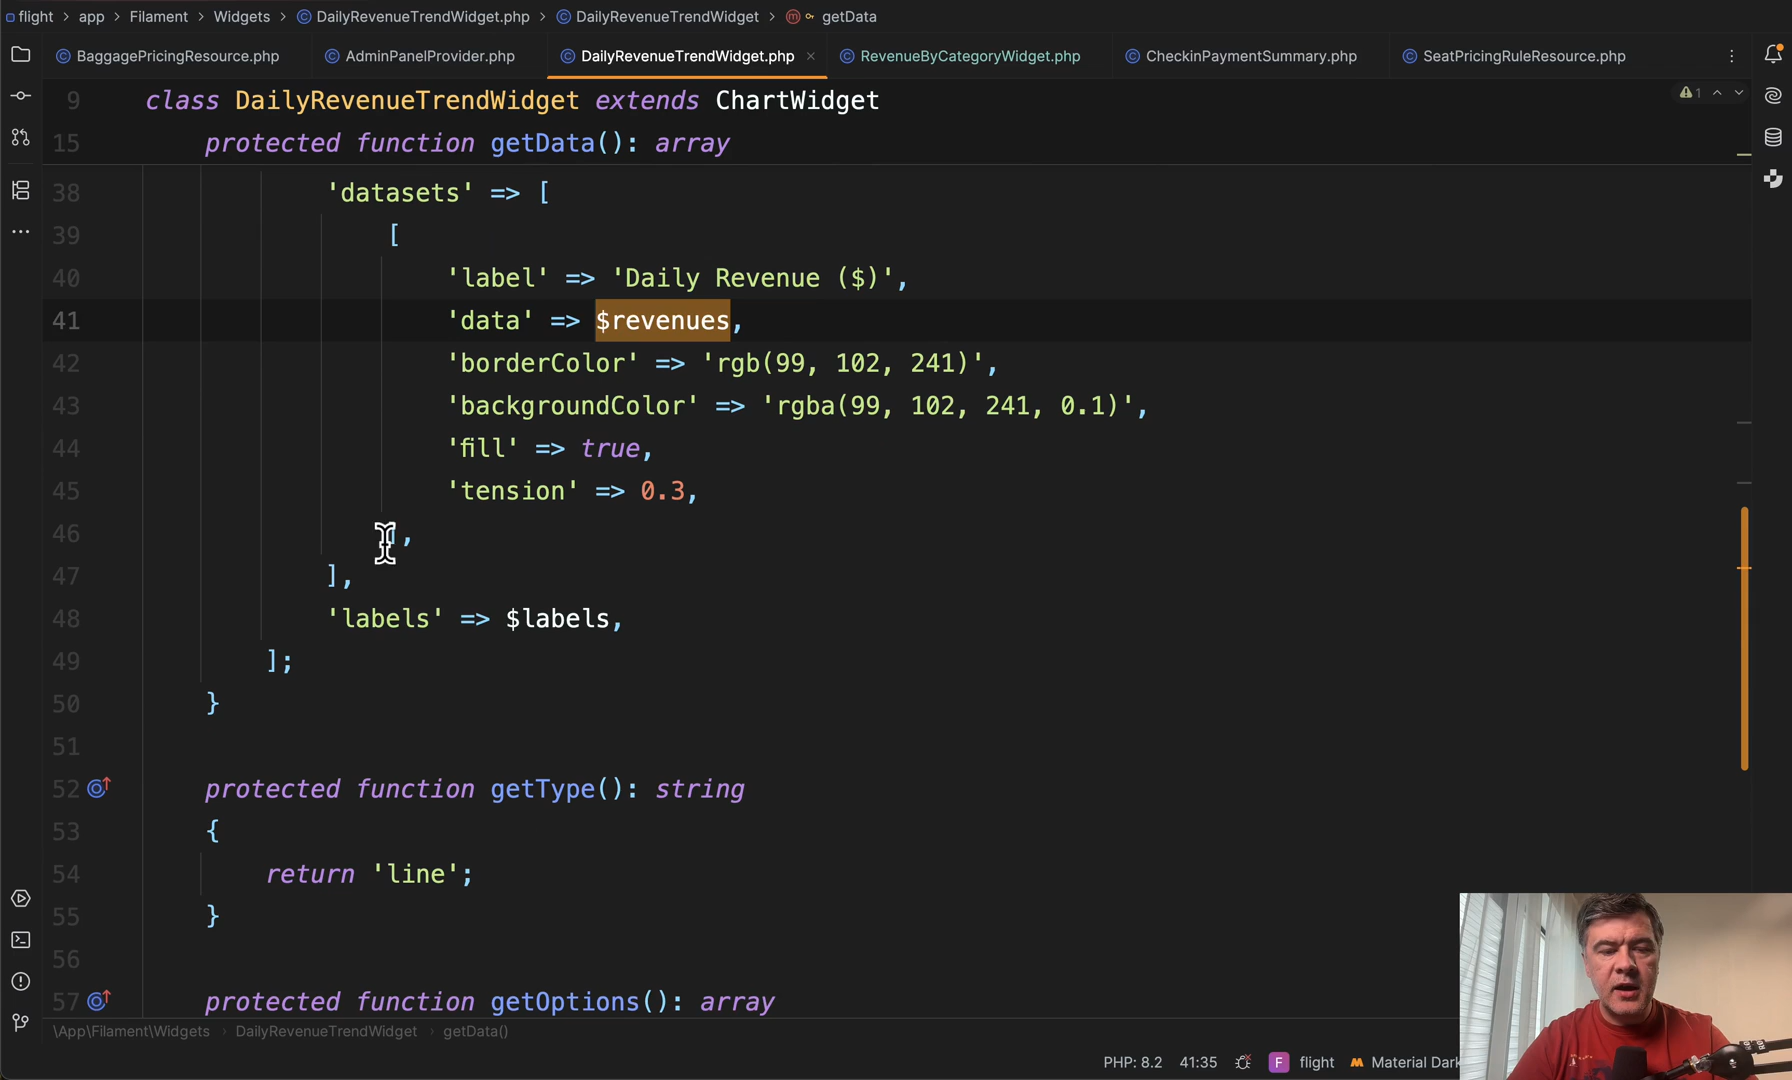 flight > app > Filament > Widgets > DailyRevenueTrendWidget.php > DailyRevenueTrendWidget > getData
BaggagePricingResource.php AdminPanelProvider.php DailyRevenueTrendWidget.php RevenueByCategoryWidget.php CheckinPaymentSummary.php SeatPricingRuleResource.php
9 class DailyRevenueTrendWidget extends ChartWidget
1
15 protected function getData(): array
38 'datasets' => [
39 [
40 'label' => 'Daily Revenue ($)',
41 'data' => $revenues,
42 'borderColor' => 'rgb(99, 102, 241)',
43 'backgroundColor' => 'rgba(99, 102, 241, 0.1)',
44 'fill' => true,
45 'tension' => 0.3,
46 ],
47 ],
48 'labels' => $labels,
49 ];
50 }
51
52 protected function getType(): string
53 {
54 return 'line';
55 }
56
57 protected function getOptions(): array
\App\Filament\Widgets > DailyRevenueTrendWidget > getData()
PHP: 8.2 41:35 F flight Material Dark